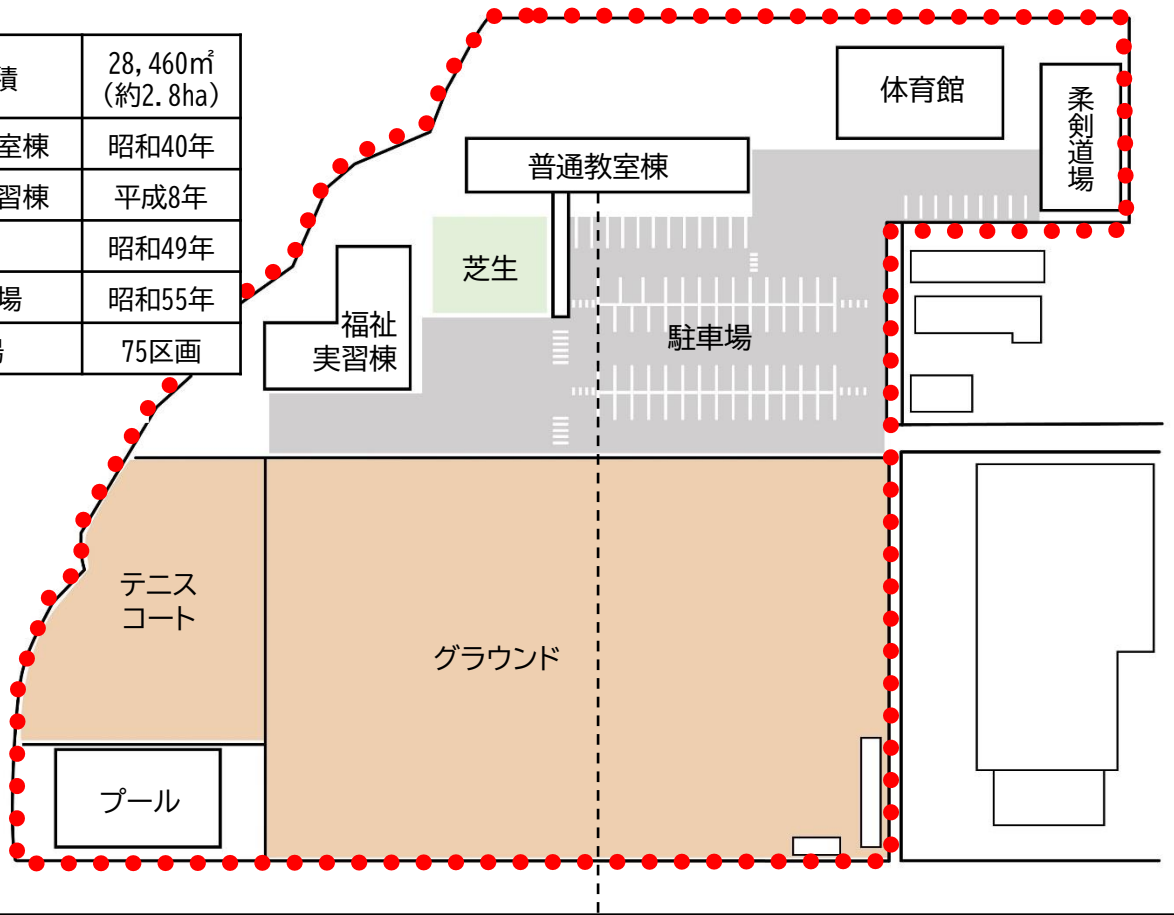 積 28,460㎡
(約2.8ha)
室棟 昭和40年
習棟 平成8年
昭和49年
場 昭和55年
場 75区画
体育館
柔剣道場
普通教室棟
芝生
福祉
実習棟
駐車場
テニス
コート
グラウンド
プール